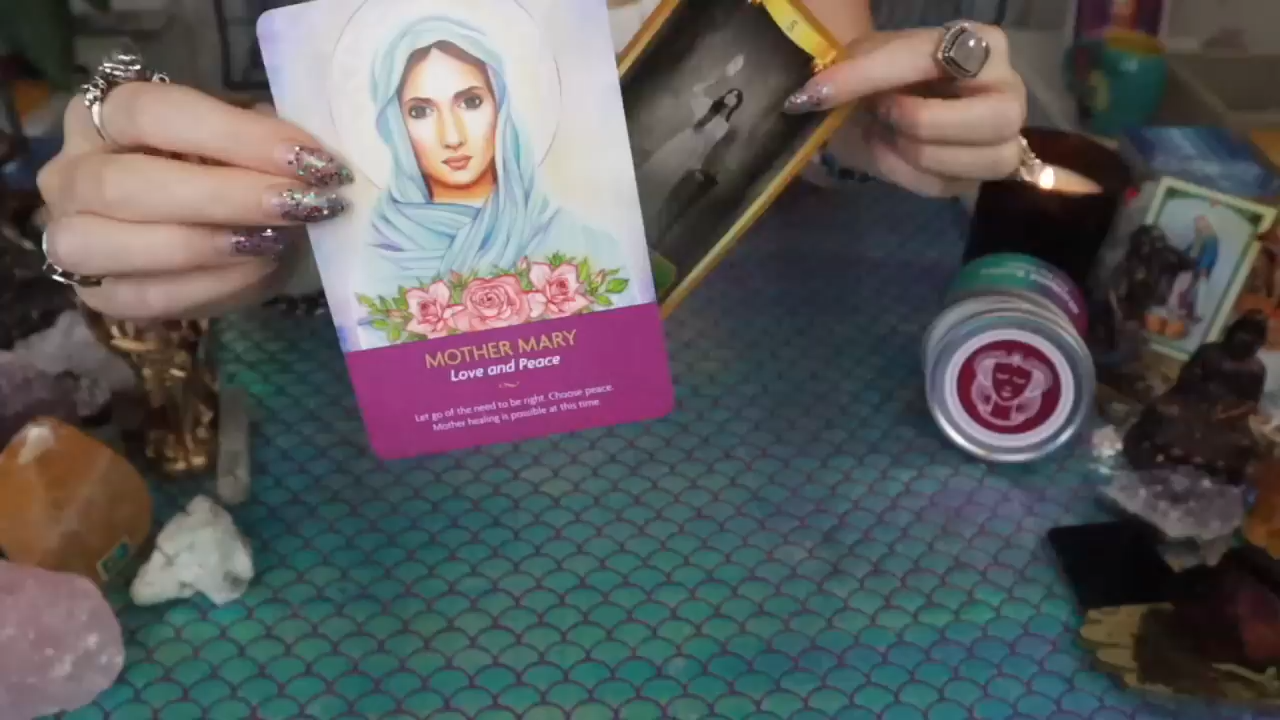 MOTHER MARY
Love and Peace
Let go of the need to be right. Choose peace.
Mother healing is possible at this time.